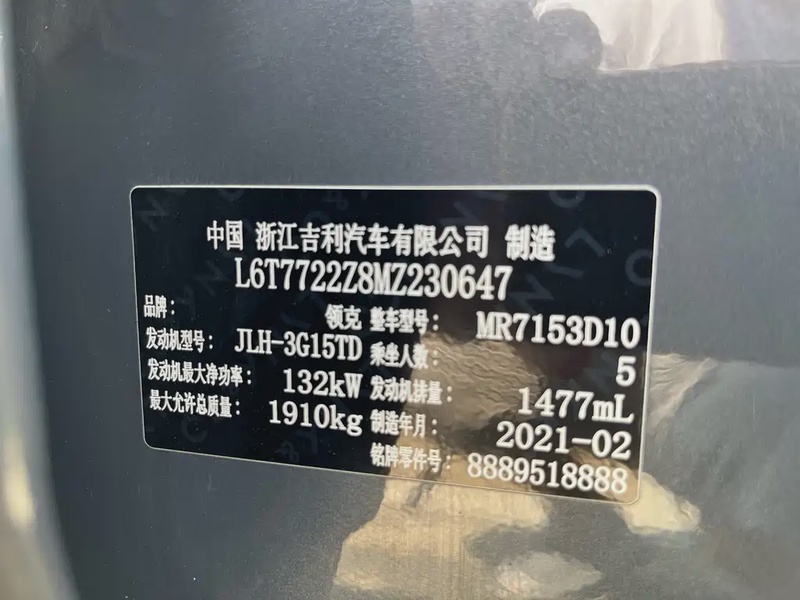 中国 浙江吉利汽车有限公司 制造
L6T7722Z8MZ230647
品牌: 领克 整车型号: MR7153D10
发动机型号: JLH-3G15TD 乘坐人数: 5
发动机最大净功率: 132kW 发动机排量: 1477mL
最大允许总质量: 1910kg 制造年月: 2021-02
铭牌零件号: 8889518888